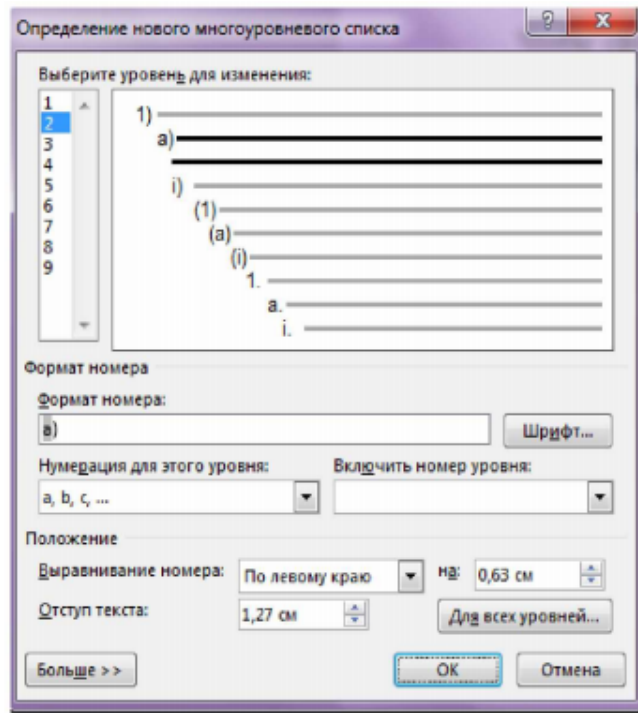 Определение нового многоуровневого списка
Выберите уровень для изменения:
1
2
3
4
5
6
7
8
9
1)
a)
i)
(1)
(a)
(i)
1.
a.
i.
Формат номера
Формат номера:
a)
Шрифт...
Нумерация для этого уровня:
Включить номер уровня:
a, b, c, ...
Положение
Выравнивание номера:
По левому краю
на:
0,63 см
Отступ текста:
1,27 см
Для всех уровней...
Больше >>
ОК
Отмена